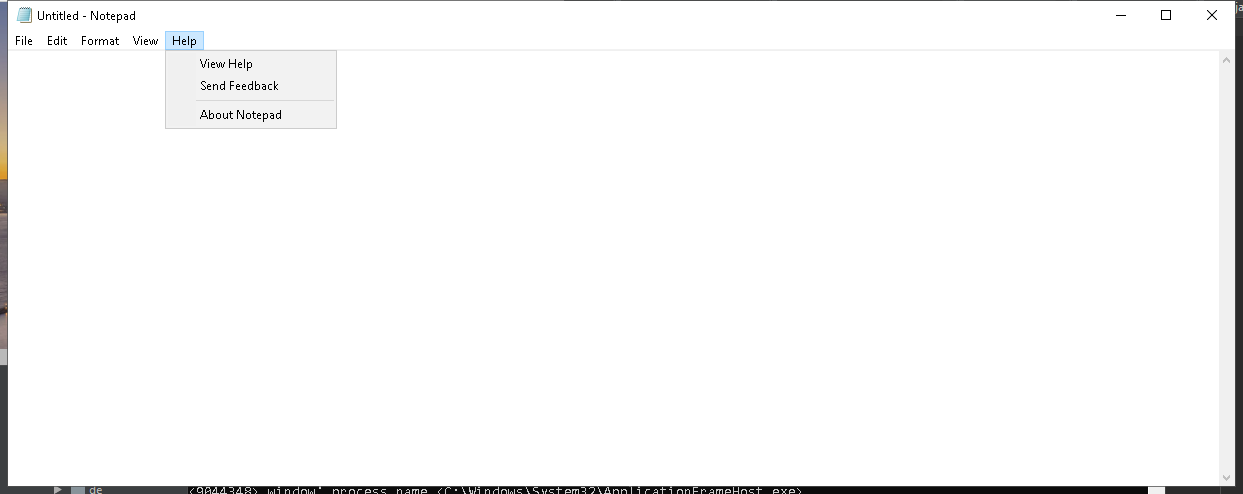 Untitled - Notepad
File Edit Format View Help
View Help
Send Feedback
About Notepad
de <9044348> window' process name <C:\Windows\System32\ApplicationFrameHost.exe>